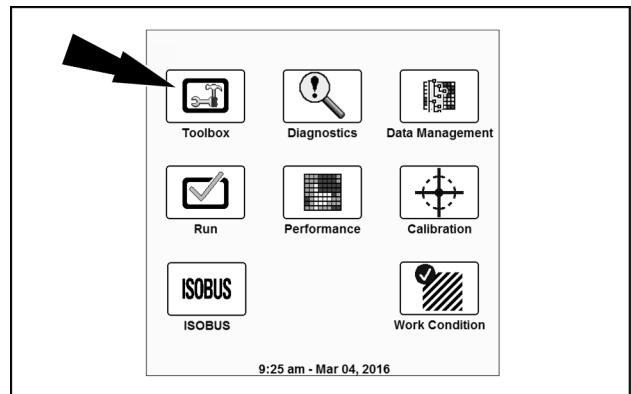 Toolbox Diagnostics Data Management
Run Performance Calibration
ISOBUS
ISOBUS Work Condition
9:25 am - Mar 04, 2016